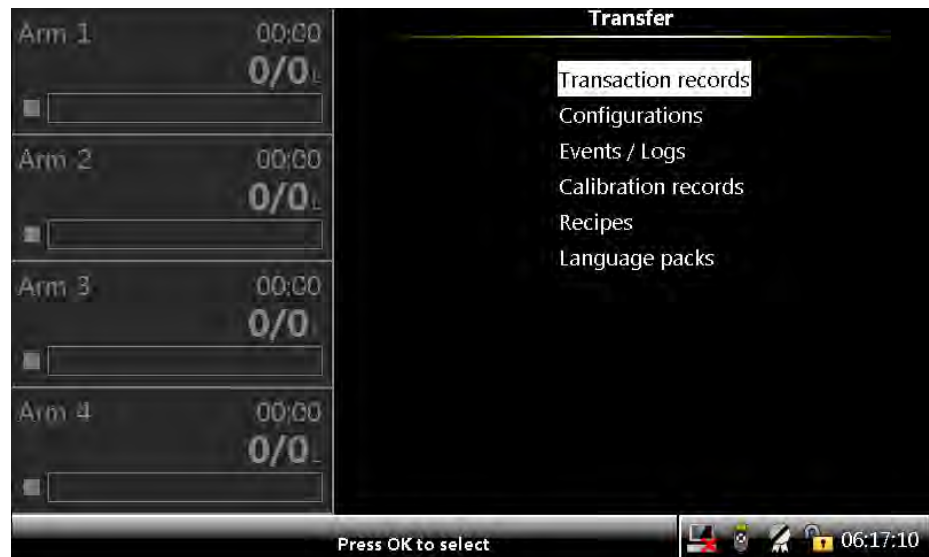 Arm 1 00:00
0/0 L
Arm 2 00:00
0/0 L
Arm 3 00:00
0/0
Arm 4 00:00
0/0
Transfer
Transaction records
Configurations
Events / Logs
Calibration records
Recipes
Language packs
Press OK to select
06:17:10